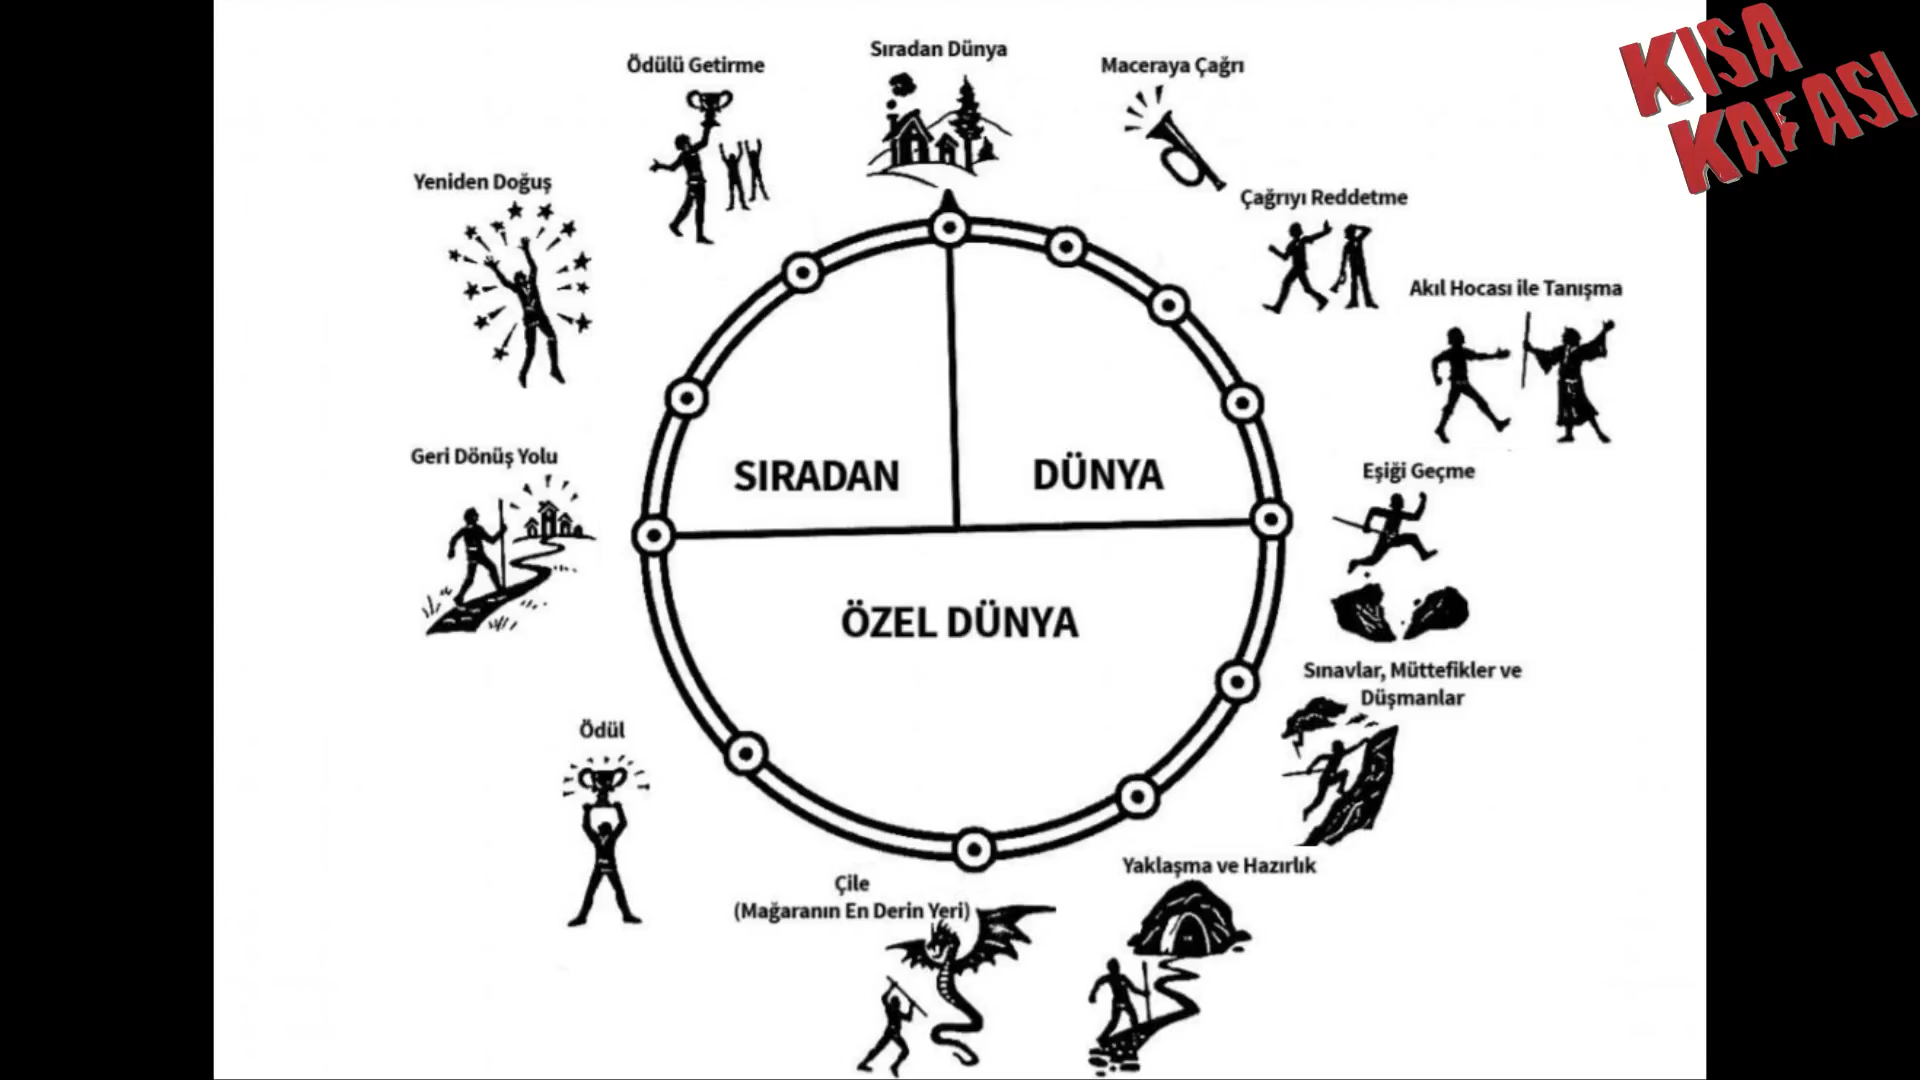 Sıradan Dünya
Maceraya Çağrı
Çağrıyı Reddetme
Akıl Hocası ile Tanışma
Eşiği Geçme
Sınavlar, Müttefikler ve
Düşmanlar
Yaklaşma ve Hazırlık
Çile
(Mağaranın En Derin Yeri)
Ödül
Geri Dönüş Yolu
Yeniden Doğuş
Ödülü Getirme
SIRADAN DÜNYA
ÖZEL DÜNYA
KISA
KAFASI